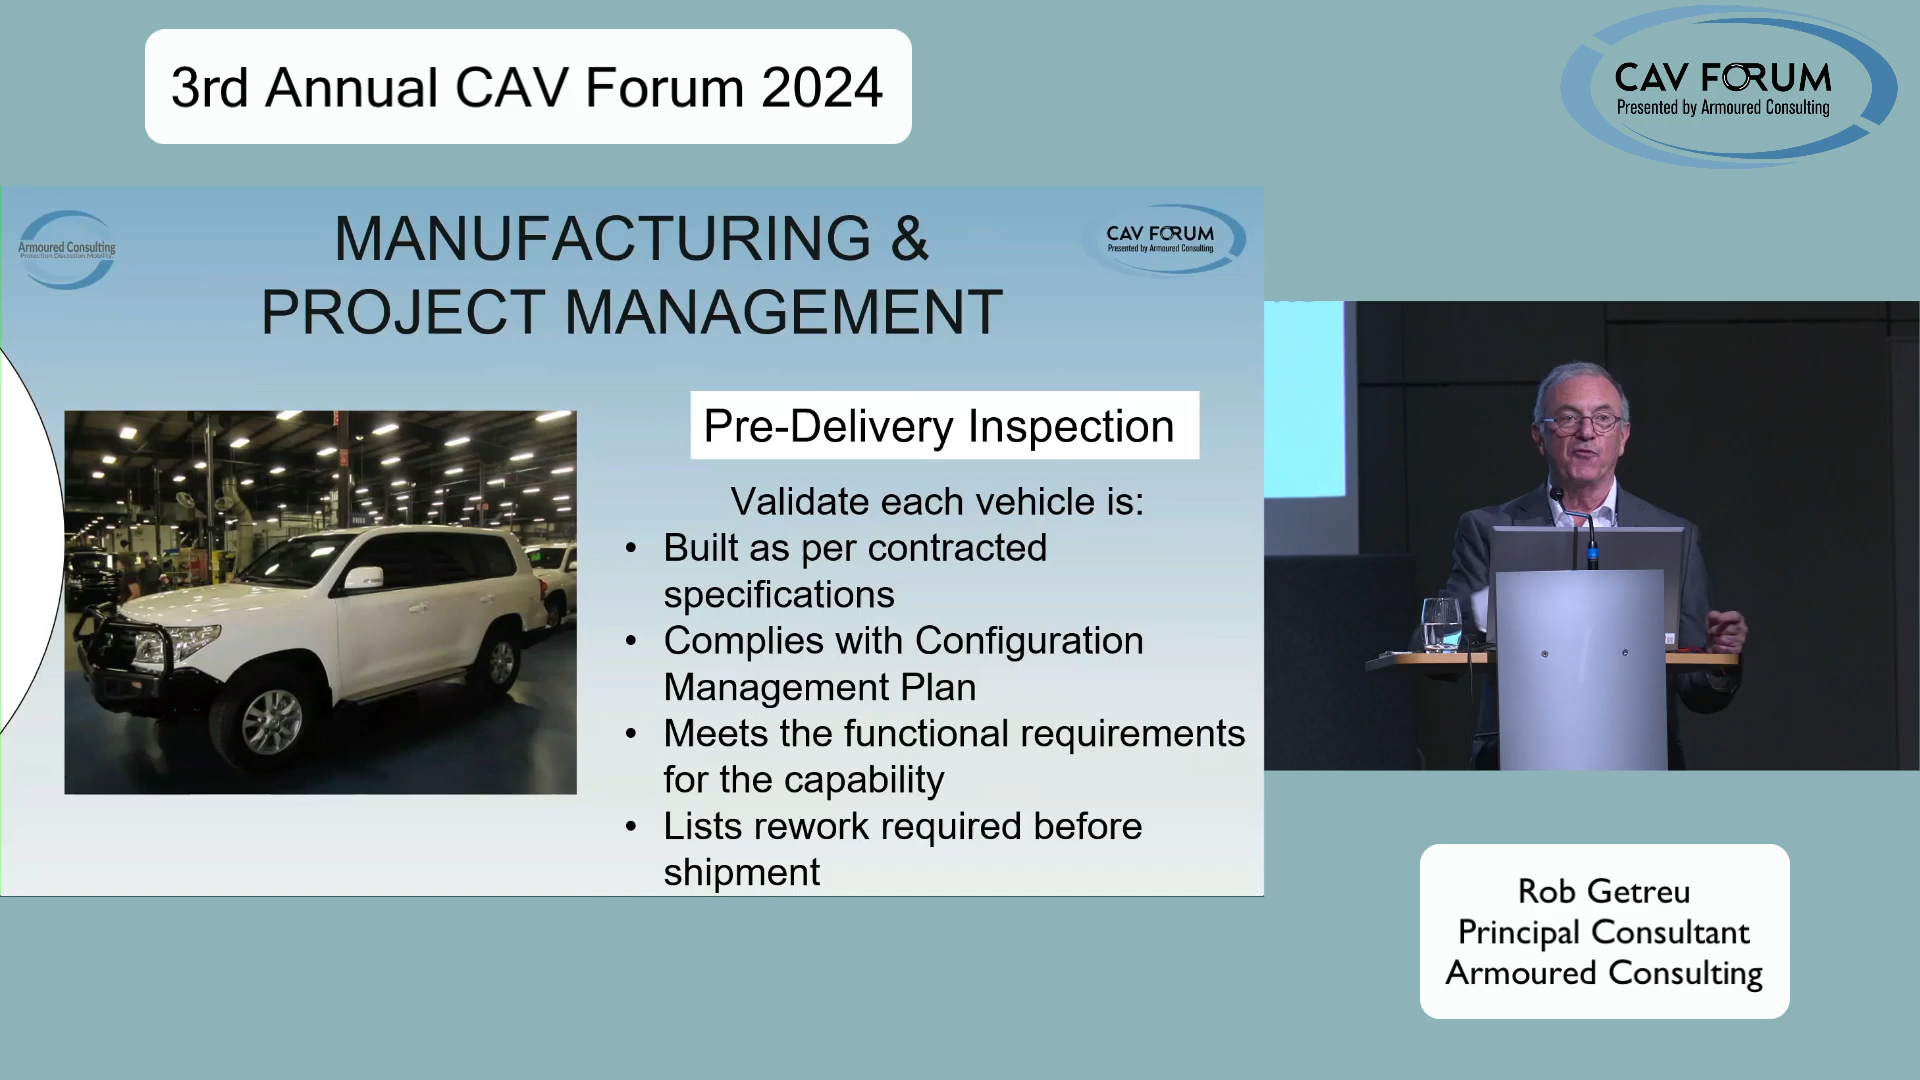 3rd Annual CAV Forum 2024
CAV FORUM
Presented by Armoured Consulting
Armoured Consulting
Protection.Discretion.Mobility.
MANUFACTURING &
PROJECT MANAGEMENT
CAV FORUM
Presented by Armoured Consulting
Pre-Delivery Inspection
Validate each vehicle is:
• Built as per contracted
specifications
• Complies with Configuration
Management Plan
• Meets the functional requirements
for the capability
• Lists rework required before
shipment
Rob Getreu
Principal Consultant
Armoured Consulting